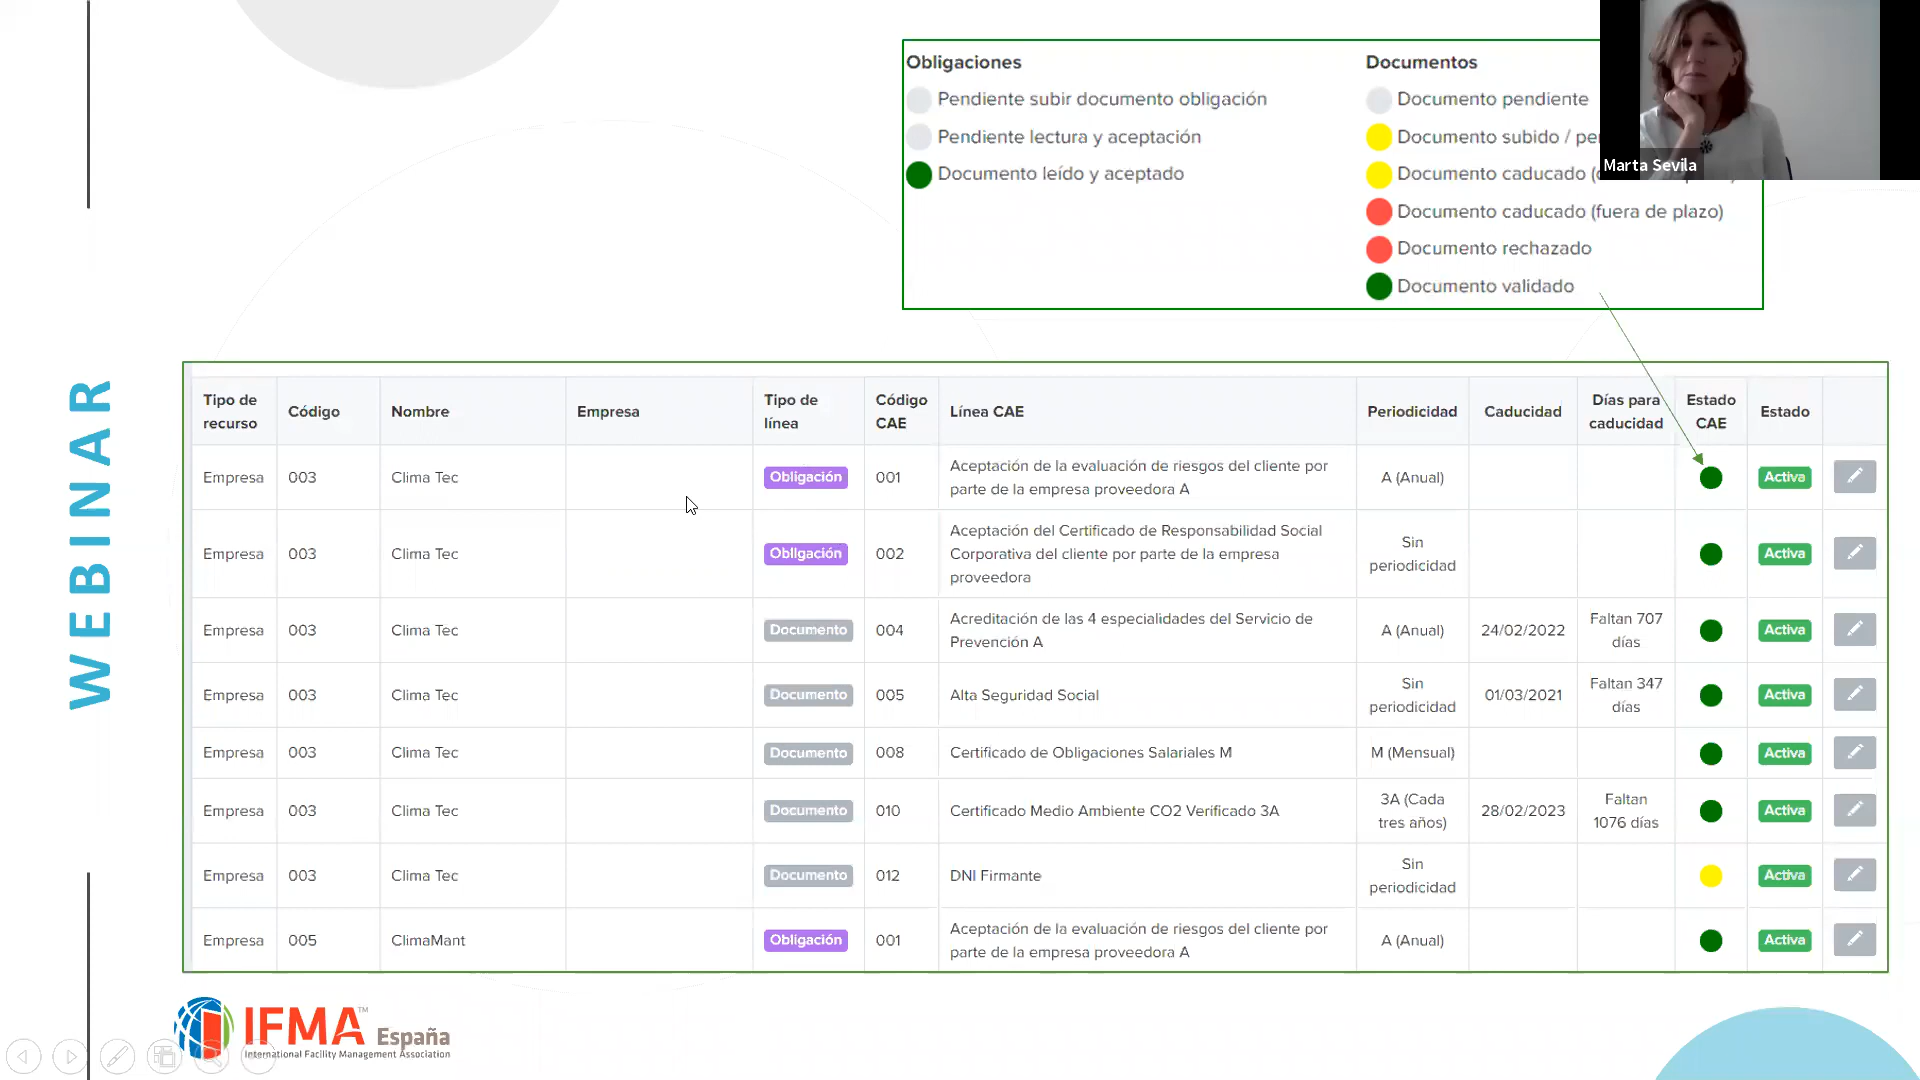 Obligaciones
Pendiente subir documento obligación
Pendiente lectura y aceptación
Documento leído y aceptado
Documentos
Documento pendiente
Documento subido /
Documento caducado
Documento caducado (fuera de plazo)
Documento rechazado
Documento validado
Marta Sevila
WEBINAR
Tipo de recurso Código Nombre Empresa Tipo de línea Código CAE Línea CAE Periodicidad Caducidad Días para caducidad Estado CAE Estado
Empresa 003 Clima Tec Obligación 001 Aceptación de la evaluación de riesgos del cliente por parte de la empresa proveedora A A (Anual) Activa
Empresa 003 Clima Tec Obligación 002 Aceptación del Certificado de Responsabilidad Social Corporativa del cliente por parte de la empresa proveedora Sin periodicidad Activa
Empresa 003 Clima Tec Documento 004 Acreditación de las 4 especialidades del Servicio de Prevención A A (Anual) 24/02/2022 Faltan 707 días Activa
Empresa 003 Clima Tec Documento 005 Alta Seguridad Social Sin periodicidad 01/03/2021 Faltan 347 días Activa
Empresa 003 Clima Tec Documento 008 Certificado de Obligaciones Salariales M M (Mensual) Activa
Empresa 003 Clima Tec Documento 010 Certificado Medio Ambiente CO2 Verificado 3A 3A (Cada tres años) 28/02/2023 Faltan 1076 días Activa
Empresa 003 Clima Tec Documento 012 DNI Firmante Sin periodicidad Activa
Empresa 005 ClimaMant Obligación 001 Aceptación de la evaluación de riesgos del cliente por parte de la empresa proveedora A A (Anual) Activa
IFMA™ España
International Facility Management Association